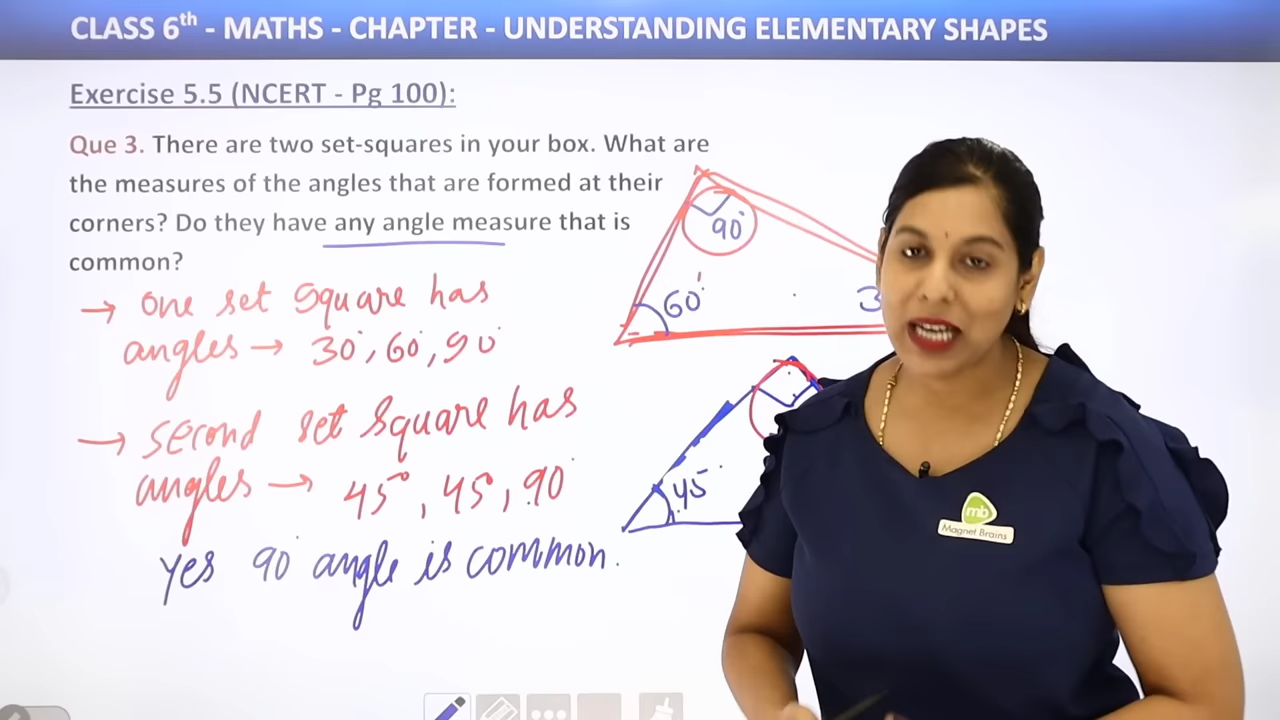 CLASS 6th - MATHS - CHAPTER - UNDERSTANDING ELEMENTARY SHAPES
Exercise 5.5 (NCERT - Pg 100):
Que 3. There are two set-squares in your box. What are
the measures of the angles that are formed at their
corners? Do they have any angle measure that is
common?
→ One set square has
angles → 30°, 60°, 90°
→ Second set square has
angles → 45°, 45°, 90°
Yes 90° angle is common.
90°
60°
3
45°
mb
Magnet Brains